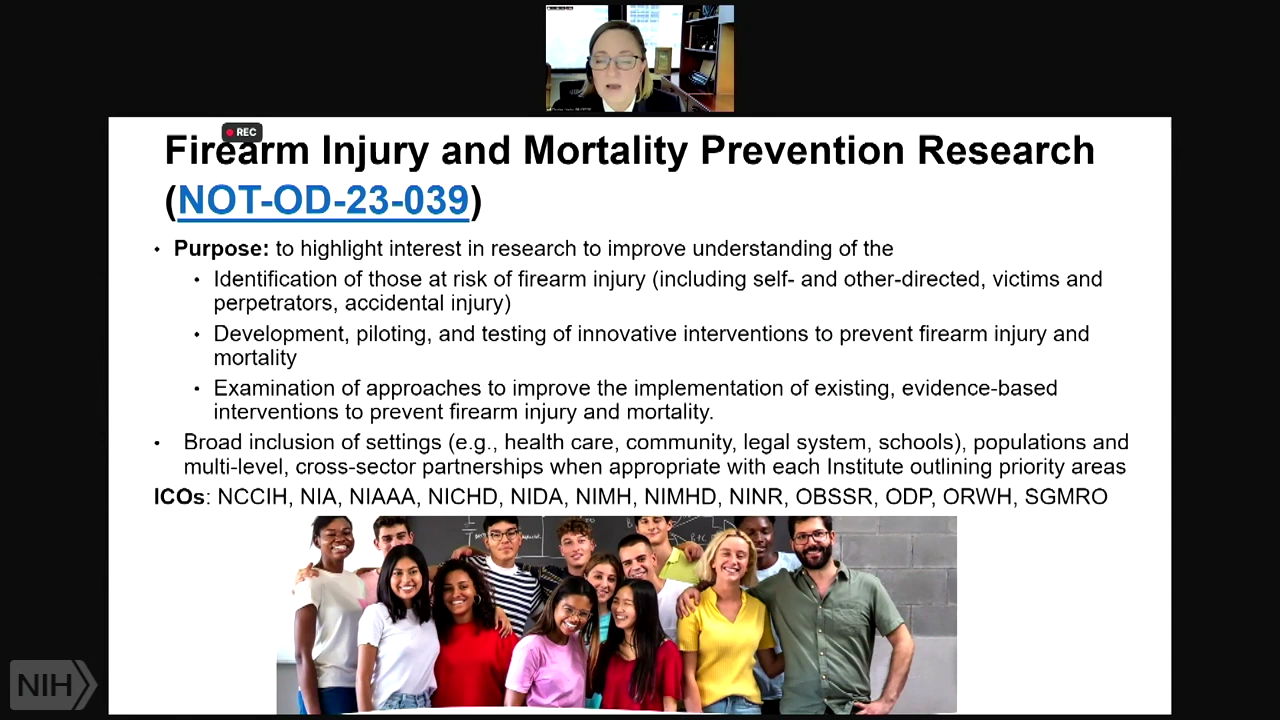 REC
Firearm Injury and Mortality Prevention Research
(NOT-OD-23-039)
• Purpose: to highlight interest in research to improve understanding of the
• Identification of those at risk of firearm injury (including self- and other-directed, victims and
perpetrators, accidental injury)
• Development, piloting, and testing of innovative interventions to prevent firearm injury and
mortality
• Examination of approaches to improve the implementation of existing, evidence-based
interventions to prevent firearm injury and mortality.
• Broad inclusion of settings (e.g., health care, community, legal system, schools), populations and
multi-level, cross-sector partnerships when appropriate with each Institute outlining priority areas
ICOs: NCCIH, NIA, NIAAA, NICHD, NIDA, NIMH, NIMHD, NINR, OBSSR, ODP, ORWH, SGMRO
NIH